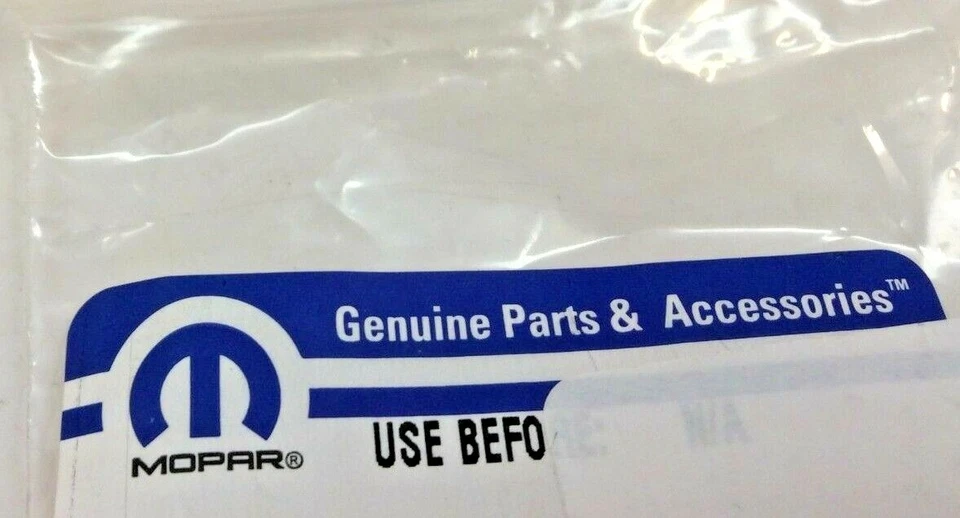 Genuine Parts & Accessories™
MOPAR®
USE BEFO